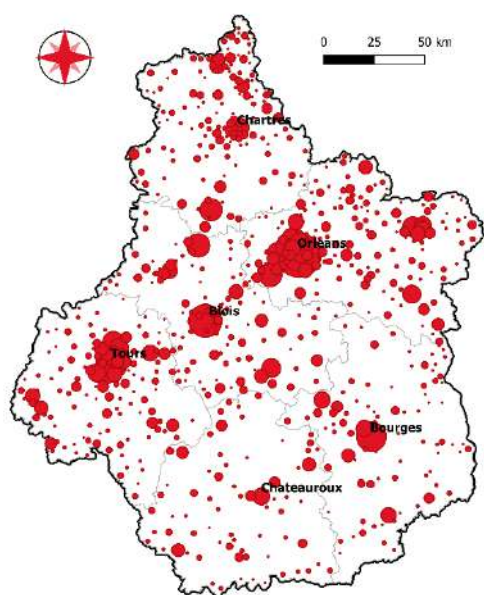 0 25 50 km
Chartres
Orléans
Blois
Tours
Bourges
Chateauroux